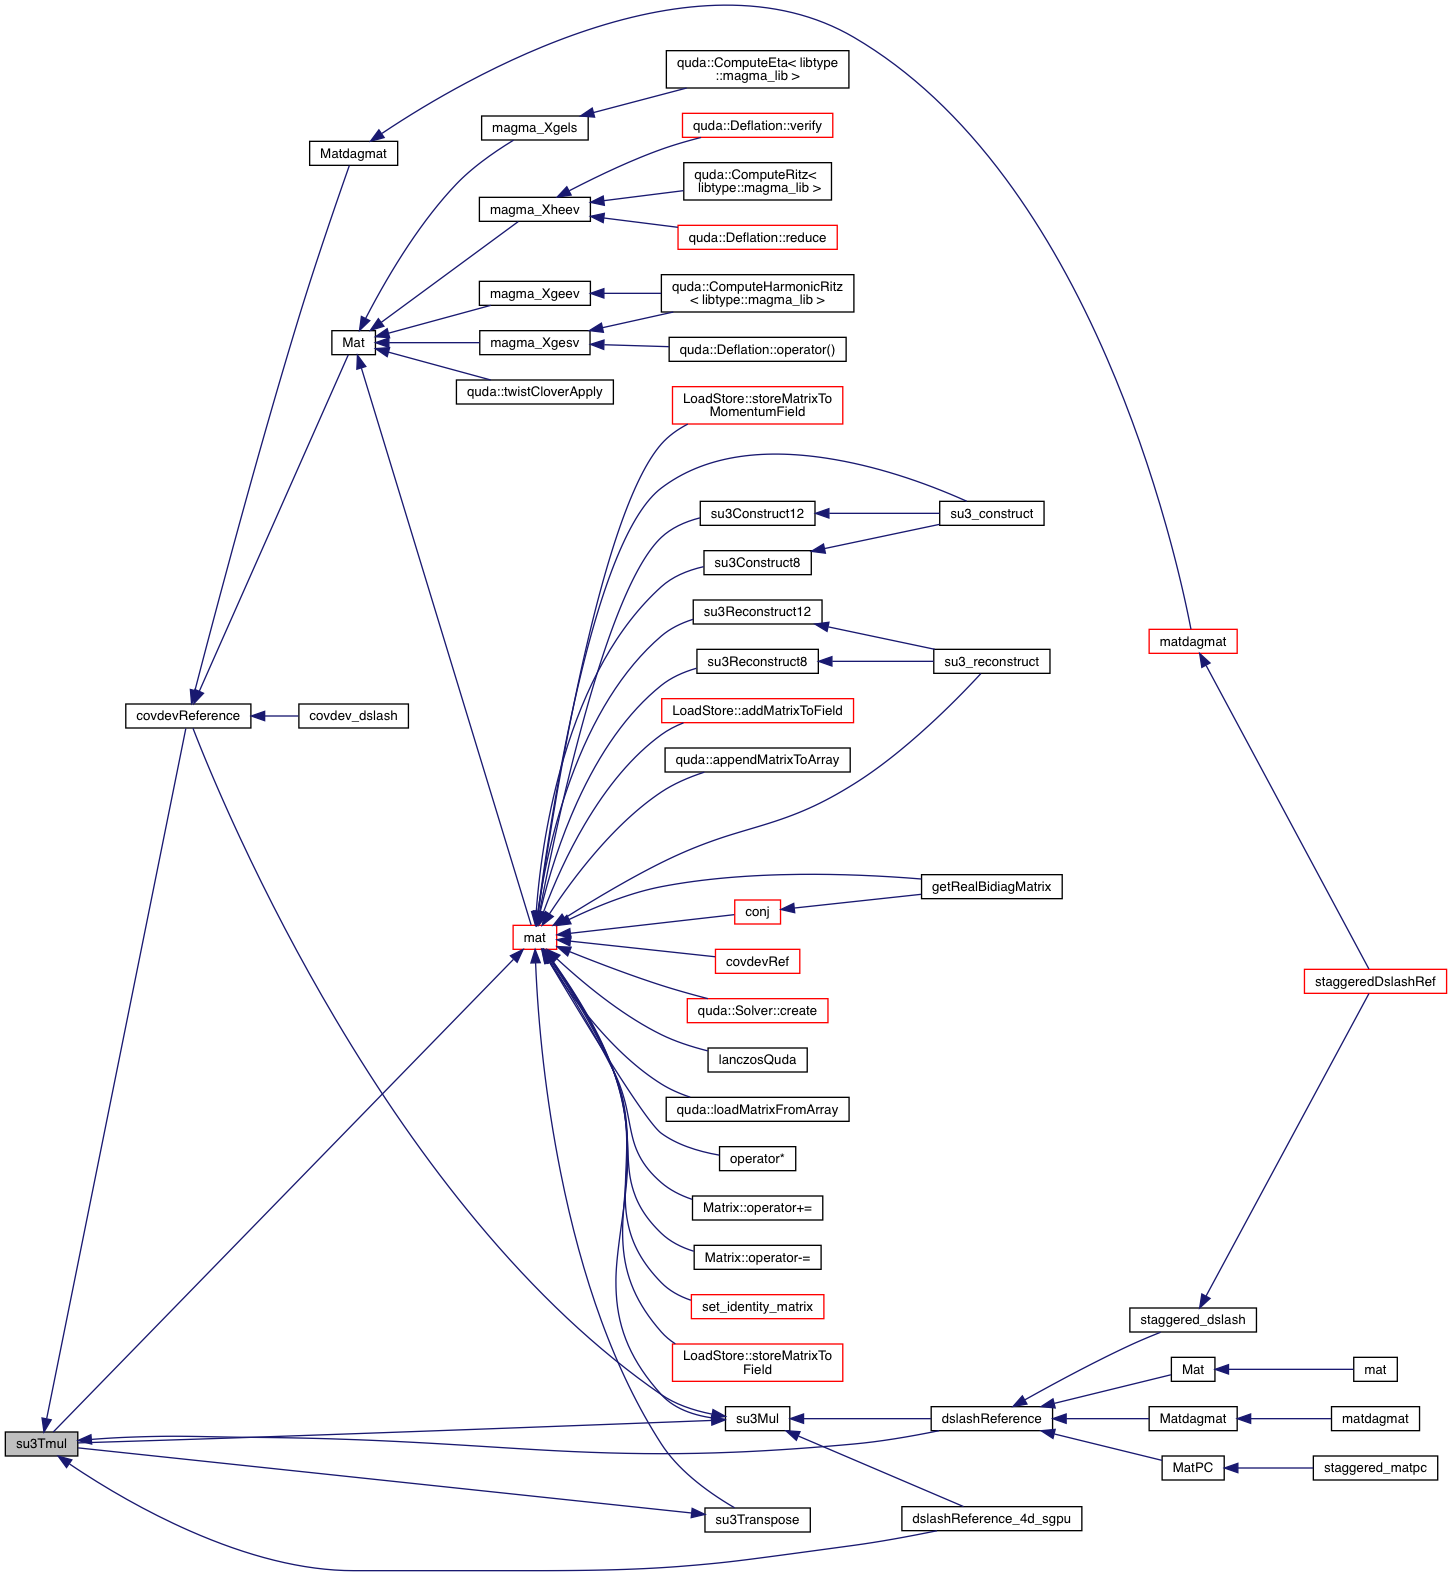 quda::ComputeEta< libtype
::magma_lib >
magma_Xgels
quda::Deflation::verify
Matdagmat
quda::ComputeRitz<
libtype::magma_lib >
magma_Xheev
quda::Deflation::reduce
magma_Xgeev
quda::ComputeHarmonicRitz
< libtype::magma_lib >
Mat
magma_Xgesv
quda::Deflation::operator()
quda::twistCloverApply
LoadStore::storeMatrixTo
MomentumField
su3Construct12
su3_construct
su3Construct8
su3Reconstruct12
matdagmat
su3Reconstruct8
su3_reconstruct
LoadStore::addMatrixToField
covdevReference
covdev_dslash
quda::appendMatrixToArray
getRealBidiagMatrix
conj
mat
covdevRef
staggeredDslashRef
quda::Solver::create
lanczosQuda
quda::loadMatrixFromArray
operator*
Matrix::operator+=
Matrix::operator-=
set_identity_matrix
staggered_dslash
LoadStore::storeMatrixTo
Field
Mat
mat
su3Mul
dslashReference
Matdagmat
matdagmat
su3Tmul
MatPC
staggered_matpc
su3Transpose
dslashReference_4d_sgpu